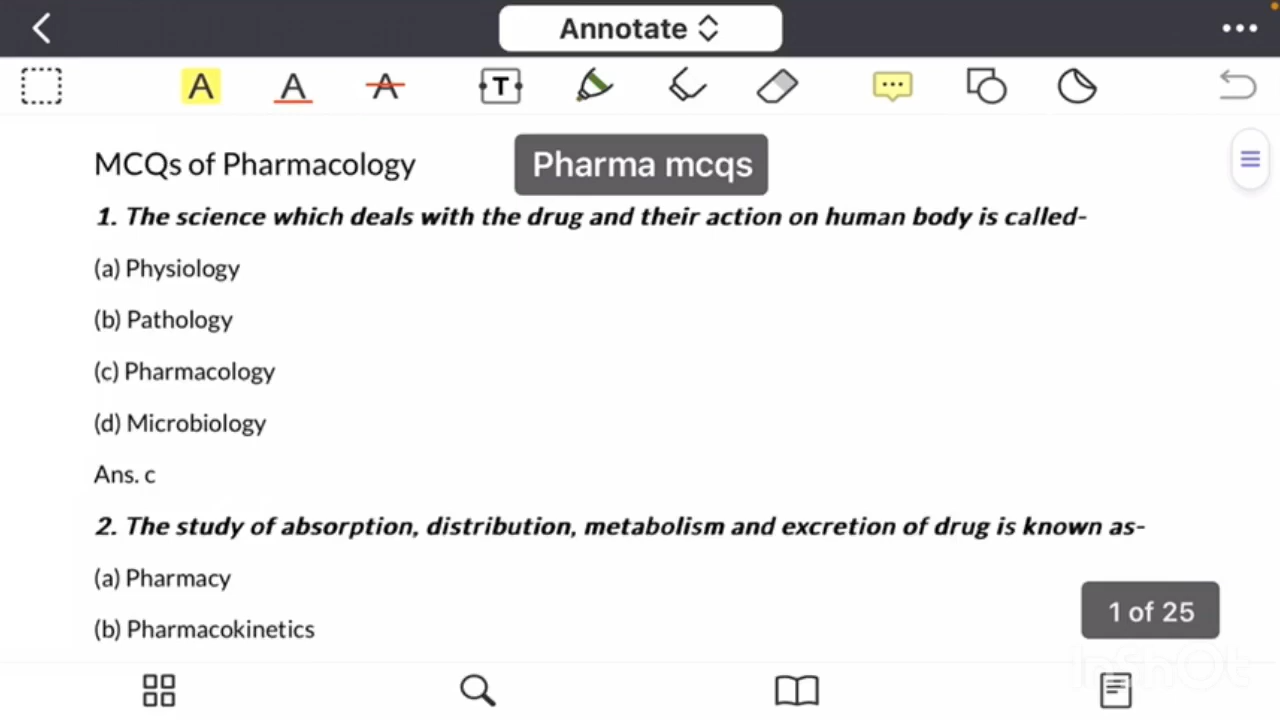 Annotate
A A A T
MCQs of Pharmacology
Pharma mcqs
1. The science which deals with the drug and their action on human body is called-
(a) Physiology
(b) Pathology
(c) Pharmacology
(d) Microbiology
Ans. c
2. The study of absorption, distribution, metabolism and excretion of drug is known as-
(a) Pharmacy
(b) Pharmacokinetics
1 of 25
InShOt